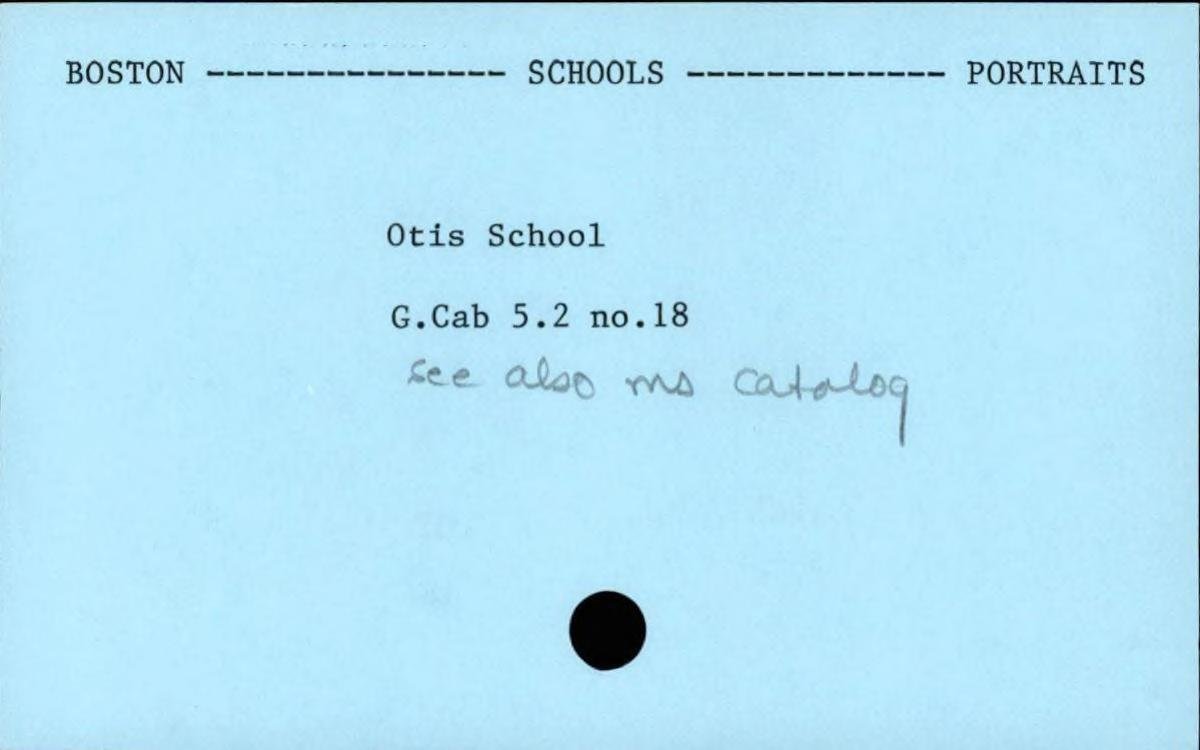 BOSTON --------------- SCHOOLS ------------- PORTRAITS
Otis School
G.Cab 5.2 no.18
see also ms catalog